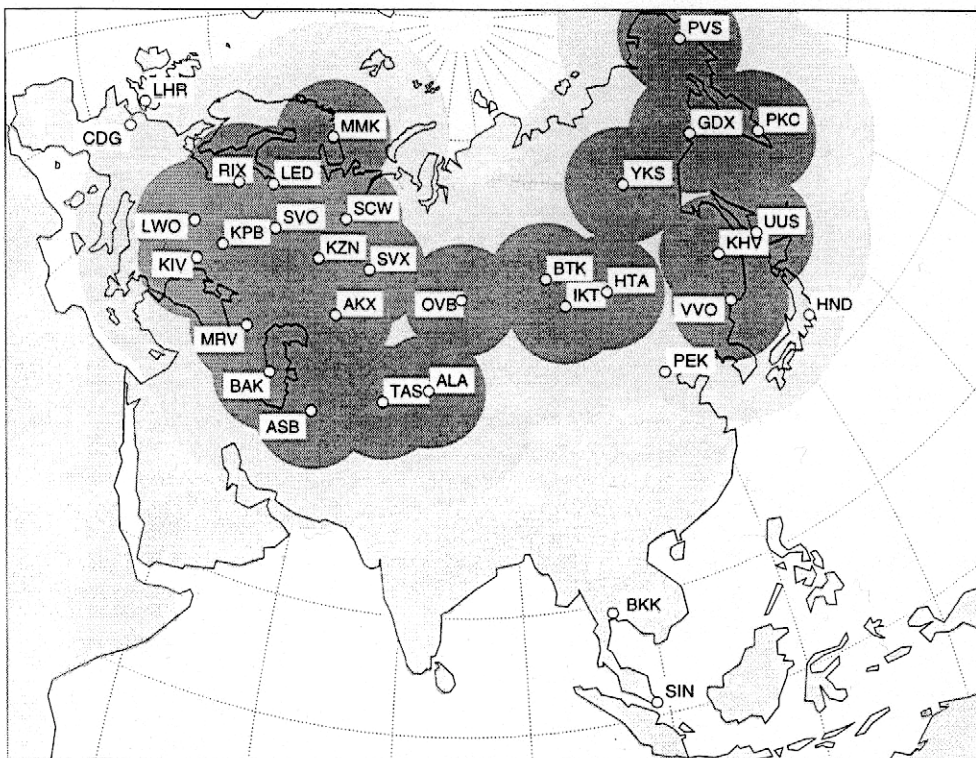 PVS
LHR
CDG
MMK
GDX
PKC
RIX
LED
YKS
LWO
SVO
SCW
UUS
KPB
KHV
KIV
KZN
SVX
BTK
HTA
IKT
OVB
AKX
VVO
HND
MRV
PEK
BAK
TAS
ALA
ASB
BKK
SIN